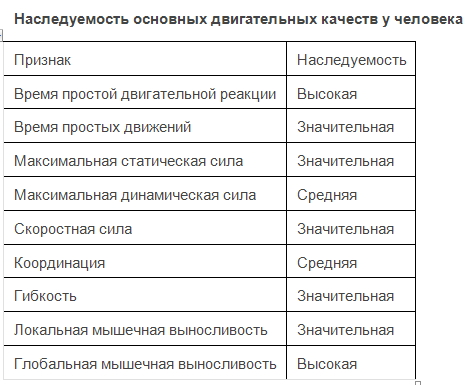 Наследуемость основных двигательных качеств у человека
Признак Наследуемость
Время простой двигательной реакции Высокая
Время простых движений Значительная
Максимальная статическая сила Значительная
Максимальная динамическая сила Средняя
Скоростная сила Значительная
Координация Средняя
Гибкость Значительная
Локальная мышечная выносливость Значительная
Глобальная мышечная выносливость Высокая